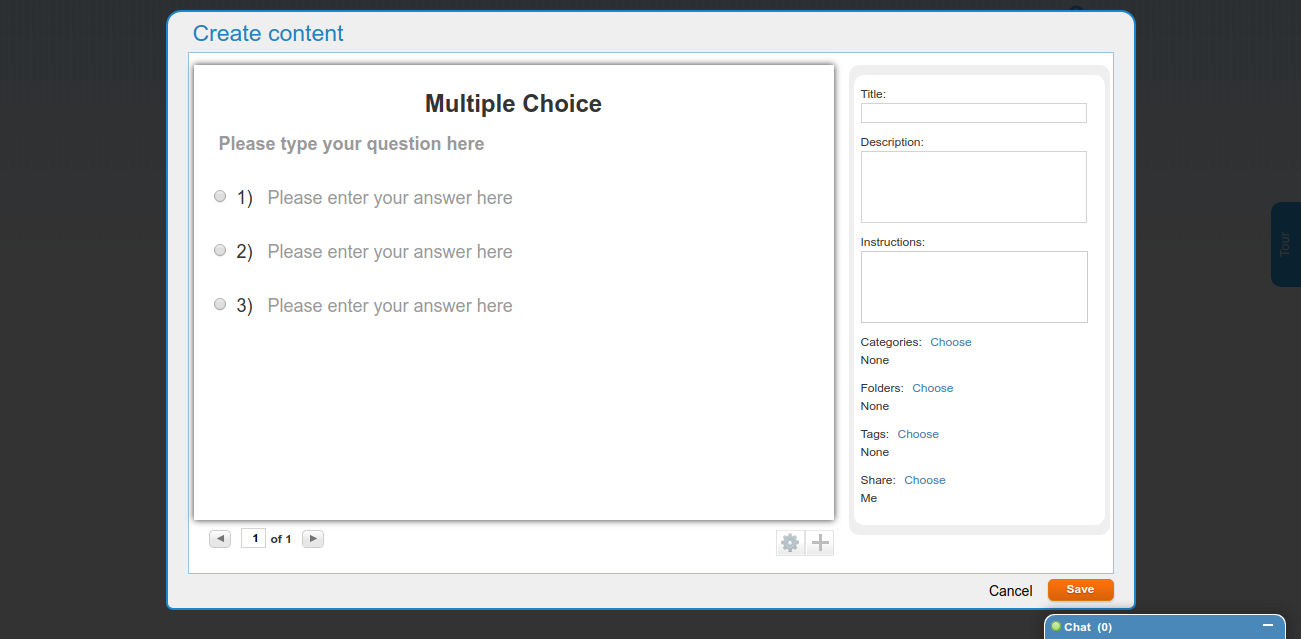 Create content
Multiple Choice
Please type your question here
1) Please enter your answer here
2) Please enter your answer here
3) Please enter your answer here
1 of 1
Title:
Description:
Instructions:
Categories: Choose
None
Folders: Choose
None
Tags: Choose
None
Share: Choose
Me
Cancel
Save
Tour
Chat (0)